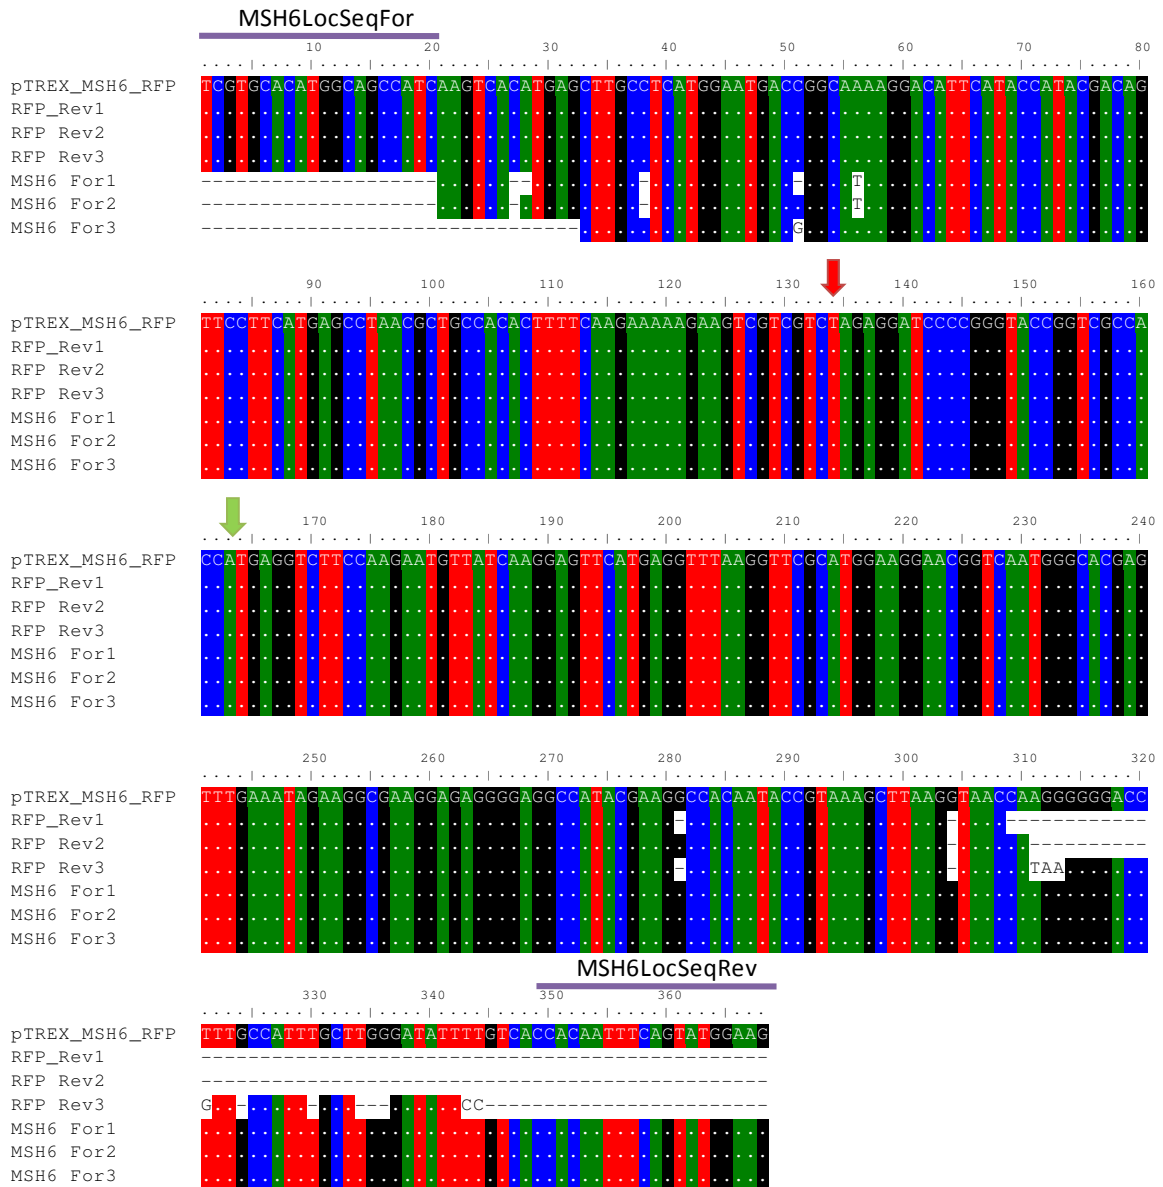 MSH6LocSeqFor
10 20 30 40 50 60 70 80
pTREX_MSH6_RFP TCGTGCACATGGCAGCCATCAAGTCACATGAGCTTGCCTCATGGAATGACCGGCAAAAGGACATTCATACCATACGACAG
RFP_Rev1
RFP Rev2
RFP Rev3
MSH6 For1 T
MSH6 For2 T
MSH6 For3 G
90 100 110 120 130 140 150 160
pTREX_MSH6_RFP TTCCTTCATGAGCCTAACGCTGCCACACTTTTCAAGAAAAAGAAGTCGTCGTCTAGAGGATCCCCGGGTACCGGTCGCCA
RFP_Rev1
RFP Rev2
RFP Rev3
MSH6 For1
MSH6 For2
MSH6 For3
170 180 190 200 210 220 230 240
pTREX_MSH6_RFP CCATGAGGTCTTCCAAGAATGTTATCAAGGAGTTCATGAGGTTTAAGGTTCGCATGGAAGGAACGGTCAATGGGCACGAG
RFP_Rev1
RFP Rev2
RFP Rev3
MSH6 For1
MSH6 For2
MSH6 For3
250 260 270 280 290 300 310 320
pTREX_MSH6_RFP TTTGAAATAGAAGGCGAAGGAGAGGGGAGGCCATACGAAGGCCACAATACCGTAAAGCTTAAGGTAACCAAGGGGGGACC
RFP_Rev1
RFP Rev2
RFP Rev3 TAA
MSH6 For1
MSH6 For2
MSH6 For3
MSH6LocSeqRev
330 340 350 360
pTREX_MSH6_RFP TTTGCCATTTGCTTGGGATATTTTGTCACCACAATTTCAGTATGGAAG
RFP_Rev1
RFP Rev2
RFP Rev3 G CC
MSH6 For1
MSH6 For2
MSH6 For3